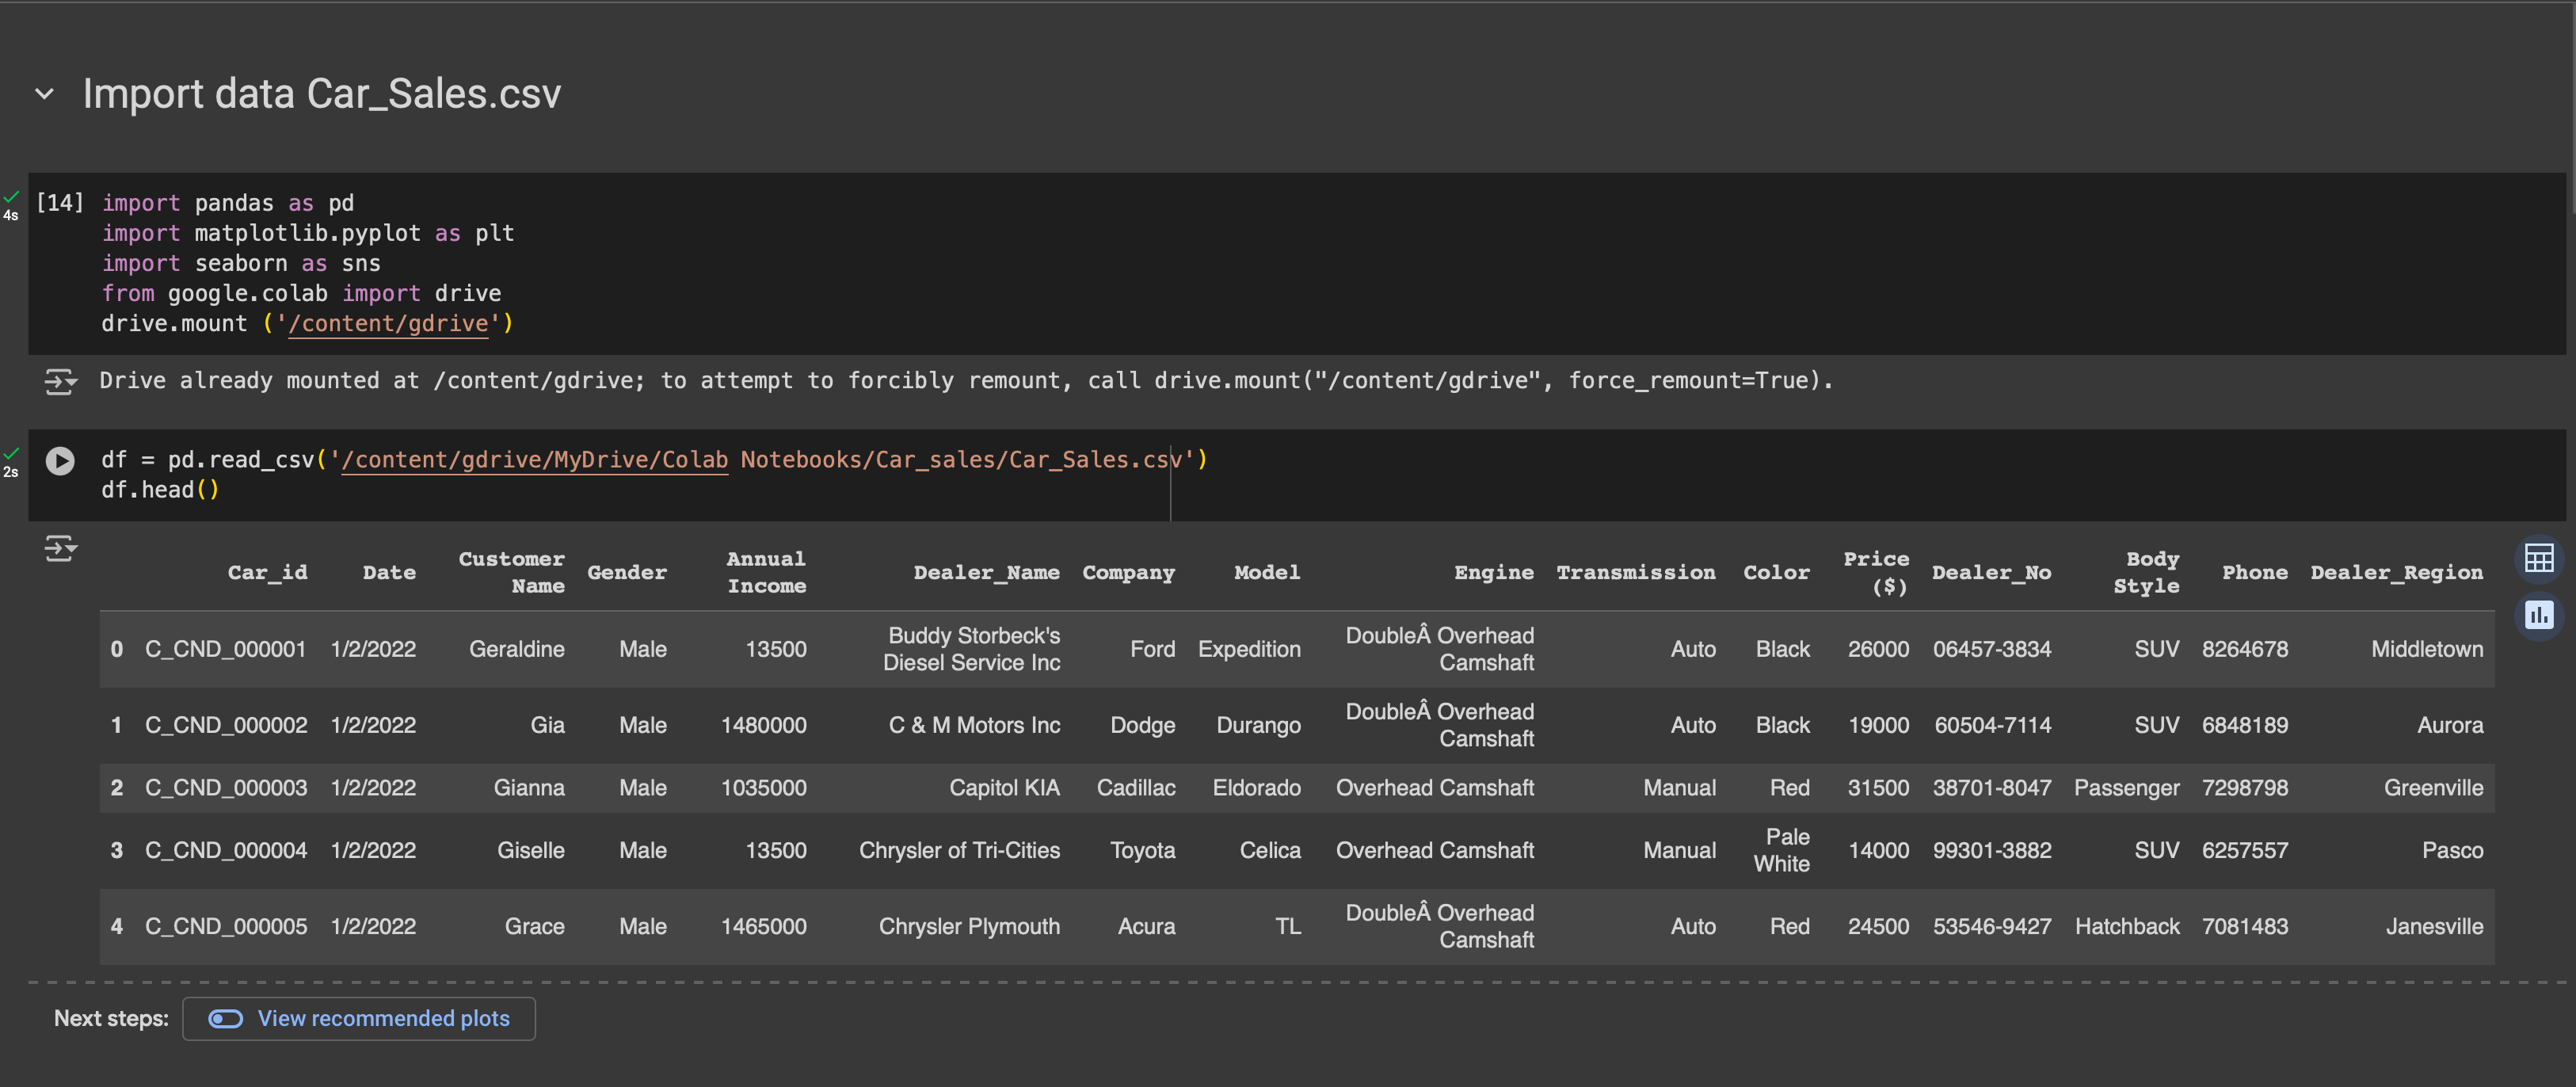 Import data Car_Sales.csv
4s
[14] import pandas as pd
import matplotlib.pyplot as plt
import seaborn as sns
from google.colab import drive
drive.mount ('/content/gdrive')
Drive already mounted at /content/gdrive; to attempt to forcibly remount, call drive.mount("/content/gdrive", force_remount=True).
2s
df = pd.read_csv('/content/gdrive/MyDrive/Colab Notebooks/Car_sales/Car_Sales.csv')
df.head()
Car_id Date Customer Name Gender Annual Income Dealer_Name Company Model Engine Transmission Color Price ($) Dealer_No Body Style Phone Dealer_Region
0 C_CND_000001 1/2/2022 Geraldine Male 13500 Buddy Storbeck's Diesel Service Inc Ford Expedition DoubleÂ Overhead Camshaft Auto Black 26000 06457-3834 SUV 8264678 Middletown
1 C_CND_000002 1/2/2022 Gia Male 1480000 C & M Motors Inc Dodge Durango DoubleÂ Overhead Camshaft Auto Black 19000 60504-7114 SUV 6848189 Aurora
2 C_CND_000003 1/2/2022 Gianna Male 1035000 Capitol KIA Cadillac Eldorado Overhead Camshaft Manual Red 31500 38701-8047 Passenger 7298798 Greenville
3 C_CND_000004 1/2/2022 Giselle Male 13500 Chrysler of Tri-Cities Toyota Celica Overhead Camshaft Manual Pale White 14000 99301-3882 SUV 6257557 Pasco
4 C_CND_000005 1/2/2022 Grace Male 1465000 Chrysler Plymouth Acura TL DoubleÂ Overhead Camshaft Auto Red 24500 53546-9427 Hatchback 7081483 Janesville
Next steps: View recommended plots